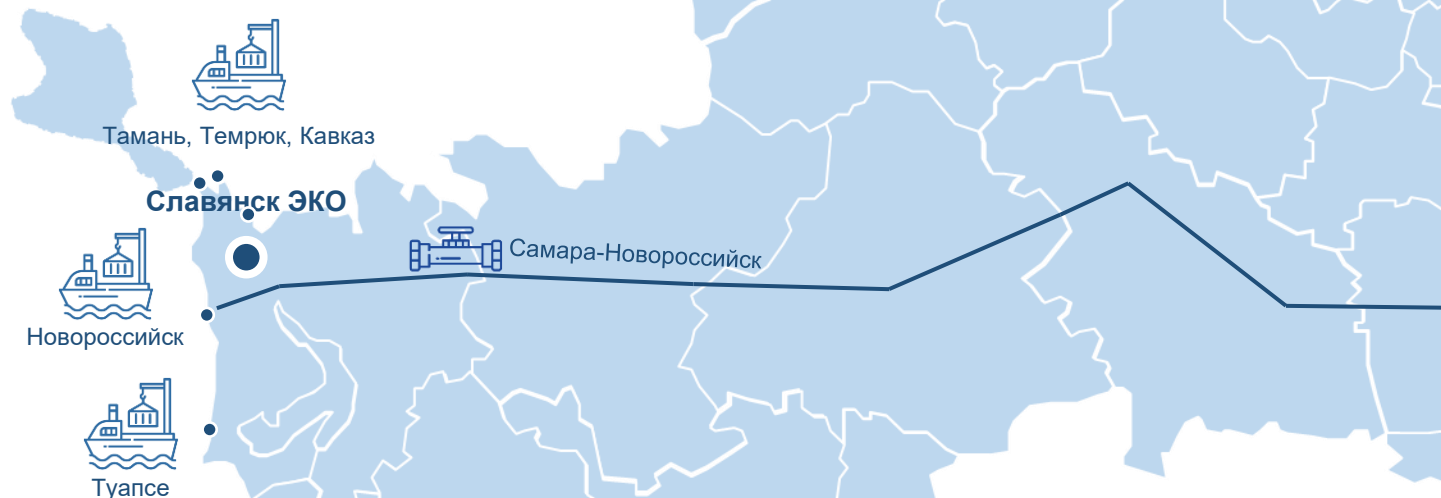 Тамань, Темрюк, Кавказ
Славянск ЭКО
Самара-Новороссийск
Новороссийск
Туапсе